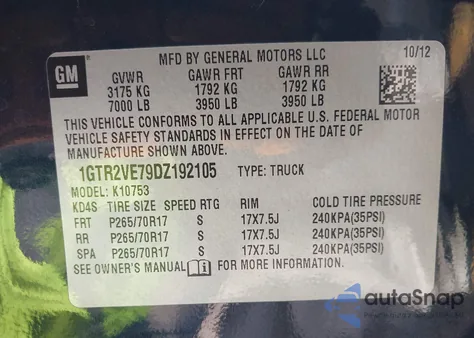 MFD BY GENERAL MOTORS LLC 10/12
GM
GVWR GAWR FRT GAWR RR
3175 KG 1792 KG 1792 KG
7000 LB 3950 LB 3950 LB
THIS VEHICLE CONFORMS TO ALL APPLICABLE U.S. FEDERAL MOTOR
VEHICLE SAFETY STANDARDS IN EFFECT ON THE DATE OF
MANUFACTURE SHOWN ABOVE.
1GTR2VE79DZ192105 TYPE: TRUCK
MODEL: K10753
KD4S TIRE SIZE SPEED RTG RIM COLD TIRE PRESSURE
FRT P265/70R17 S 17X7.5J 240KPA(35PSI)
RR P265/70R17 S 17X7.5J 240KPA(35PSI)
SPA P265/70R17 S 17X7.5J 240KPA(35PSI)
SEE OWNER'S MANUAL FOR MORE INFORMATION.
autoSnap